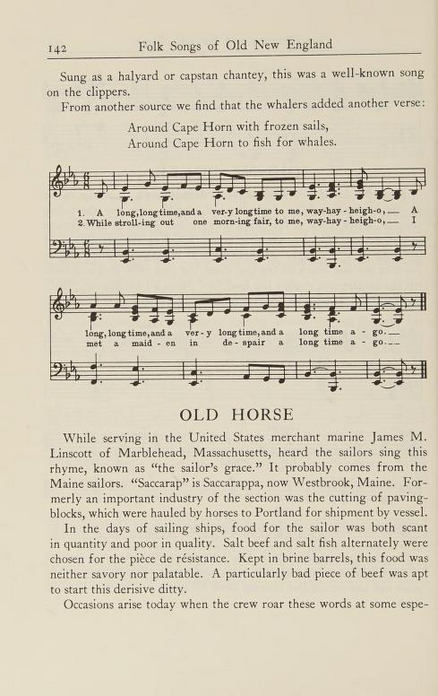 142 Folk Songs of Old New England
Sung as a halyard or capstan chantey, this was a well-known song
on the clippers.
From another source we find that the whalers added another verse:
Around Cape Horn with frozen sails,
Around Cape Horn to fish for whales.
1. A long, long time, and a ver-y long time to me, way-hay-heigh-o, — A
2. While stroll-ing out one morn-ing fair, to me, way-hay-heigh-o, — I
long, long time, and a ver-y long time, and a long time a-go. —
met a maid-en in de-spair a long time a-go. —
OLD HORSE
While serving in the United States merchant marine James M.
Linscott of Marblehead, Massachusetts, heard the sailors sing this
rhyme, known as "the sailor's grace." It probably comes from the
Maine sailors. "Saccarap" is Saccarappa, now Westbrook, Maine. For-
merly an important industry of the section was the cutting of paving-
blocks, which were hauled by horses to Portland for shipment by vessel.
In the days of sailing ships, food for the sailor was both scant
in quantity and poor in quality. Salt beef and salt fish alternately were
chosen for the pièce de résistance. Kept in brine barrels, this food was
neither savory nor palatable. A particularly bad piece of beef was apt
to start this derisive ditty.
Occasions arise today when the crew roar these words at some espe-